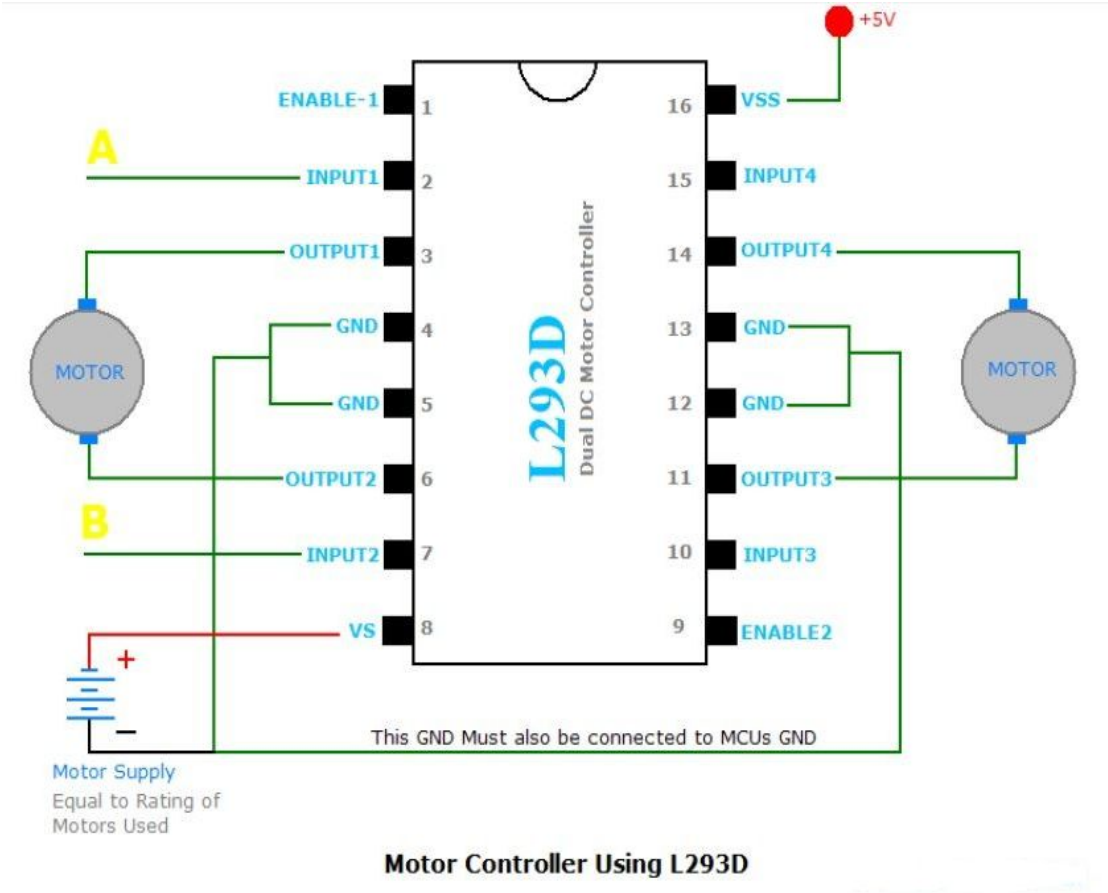 +5V
ENABLE-1 1
16 VSS
A
INPUT1 2
15 INPUT4
OUTPUT1 3
14 OUTPUT4
GND 4
13 GND
MOTOR
MOTOR
L293D
Dual DC Motor Controller
GND 5
12 GND
OUTPUT2 6
11 OUTPUT3
B
INPUT2 7
10 INPUT3
VS 8
9 ENABLE2
+
−
This GND Must also be connected to MCUs GND
Motor Supply
Equal to Rating of
Motors Used
Motor Controller Using L293D